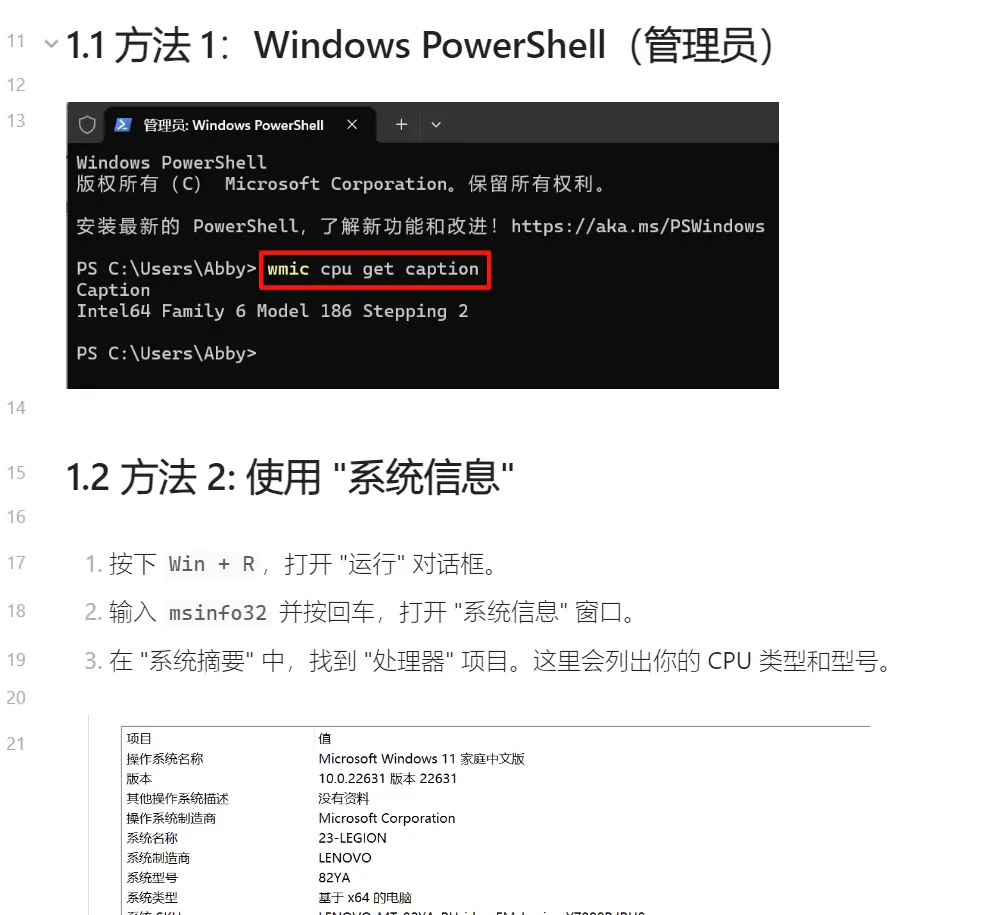 11
1.1 方法 1：Windows PowerShell（管理员）
12
13
管理员: Windows PowerShell
Windows PowerShell
版权所有 (C) Microsoft Corporation。保留所有权利。
安装最新的 PowerShell，了解新功能和改进！https://aka.ms/PSWindows
PS C:\Users\Abby> wmic cpu get caption
Caption
Intel64 Family 6 Model 186 Stepping 2
PS C:\Users\Abby>
14
15
1.2 方法 2: 使用 "系统信息"
16
17
1. 按下 Win + R，打开 "运行" 对话框。
18
2. 输入 msinfo32 并按回车，打开 "系统信息" 窗口。
19
3. 在 "系统摘要" 中，找到 "处理器" 项目。这里会列出你的 CPU 类型和型号。
20
21
项目 值
操作系统名称 Microsoft Windows 11 家庭中文版
版本 10.0.22631 版本 22631
其他操作系统描述 没有资料
操作系统制造商 Microsoft Corporation
系统名称 23-LEGION
系统制造商 LENOVO
系统型号 82YA
系统类型 基于 x64 的电脑